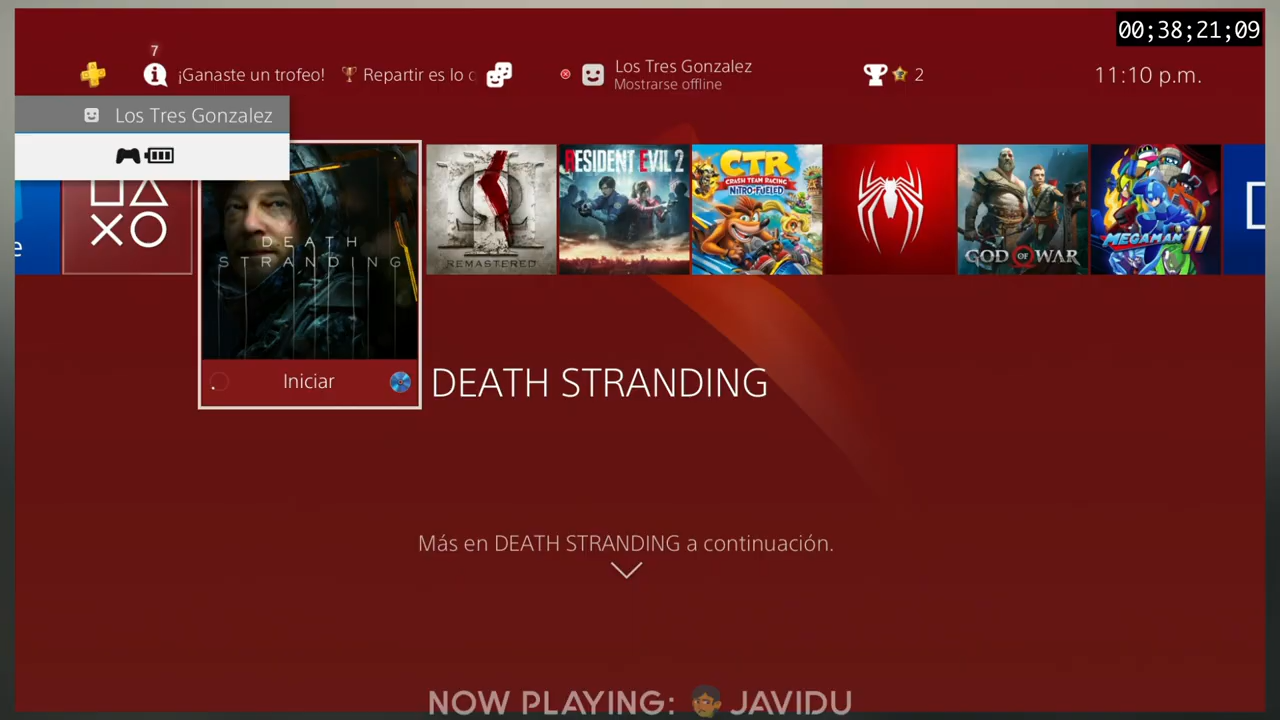 00;38;21;09
7
¡Ganaste un trofeo! Repartir es lo
Los Tres Gonzalez
Mostrarse offline
2
11:10 p.m.
Los Tres Gonzalez
e
DEATH
STRANDING
REMASTERED
RESIDENT EVIL 2
CTR
CRASH TEAM RACING
NITRO-FUELED
GOD OF WAR
MEGAMAN 11
Iniciar
DEATH STRANDING
Más en DEATH STRANDING a continuación.
NOW PLAYING: JAVIDU